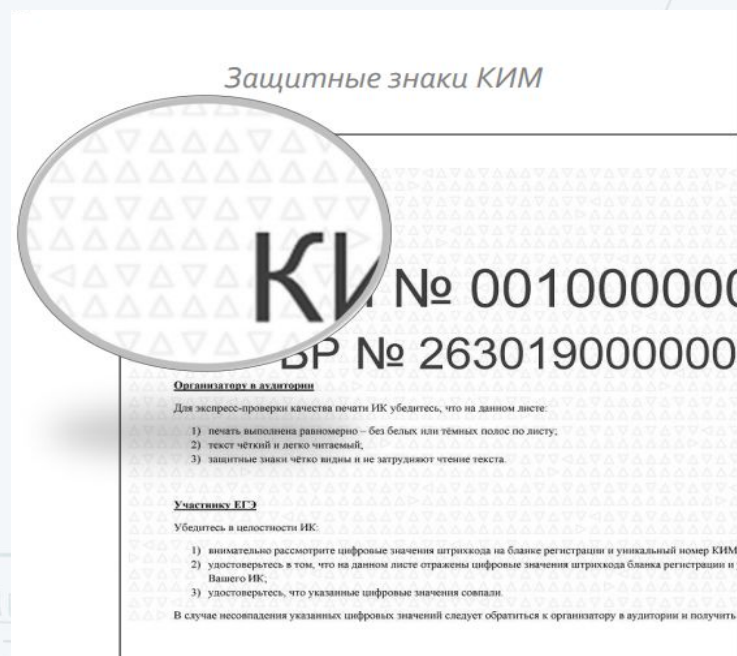 Защитные знаки КИМ
КИ № 001000000
БР № 263019000000
Организатору в аудитории
Для экспресс-проверки качества печати ИК убедитесь, что на данном листе:
1) печать выполнена равномерно – без белых или тёмных полос по листу;
2) текст чёткий и легко читаемый;
3) защитные знаки чётко видны и не затрудняют чтение текста.
Участнику ЕГЭ
Убедитесь в целостности ИК:
1) внимательно рассмотрите цифровые значения штрихкода на бланке регистрации и уникальный номер КИМ
2) удостоверьтесь в том, что на данном листе отражены цифровые значения штрихкода бланка регистрации и
Вашего ИК;
3) удостоверьтесь, что указанные цифровые значения совпали.
В случае несовпадения указанных цифровых значений следует обратиться к организатору в аудитории и получить